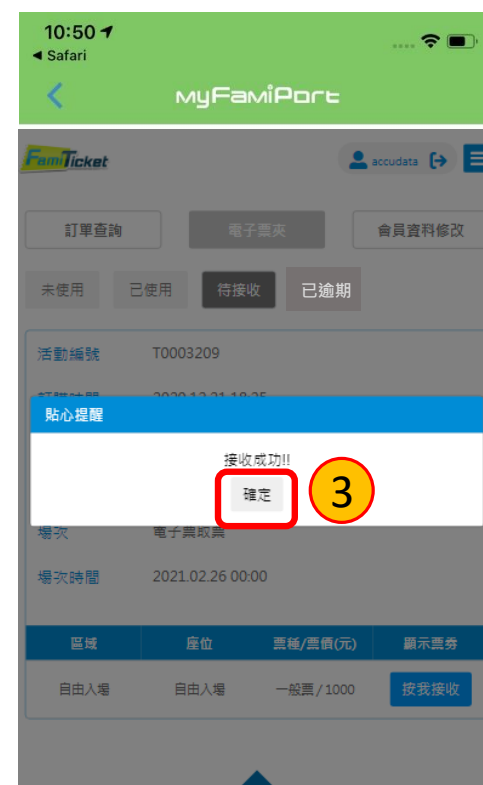 10:50
◀ Safari
MyFamiPort
FamiTicket
accudata
訂單查詢 電子票夾 會員資料修改
未使用 已使用 待接收 已逾期
活動編號 T0003209
貼心提醒
接收成功!!
確定
3
場次 電子票取票
場次時間 2021.02.26 00:00
區域 座位 票種/票價(元) 顯示票券
自由入場 自由入場 一般票/1000 按我接收